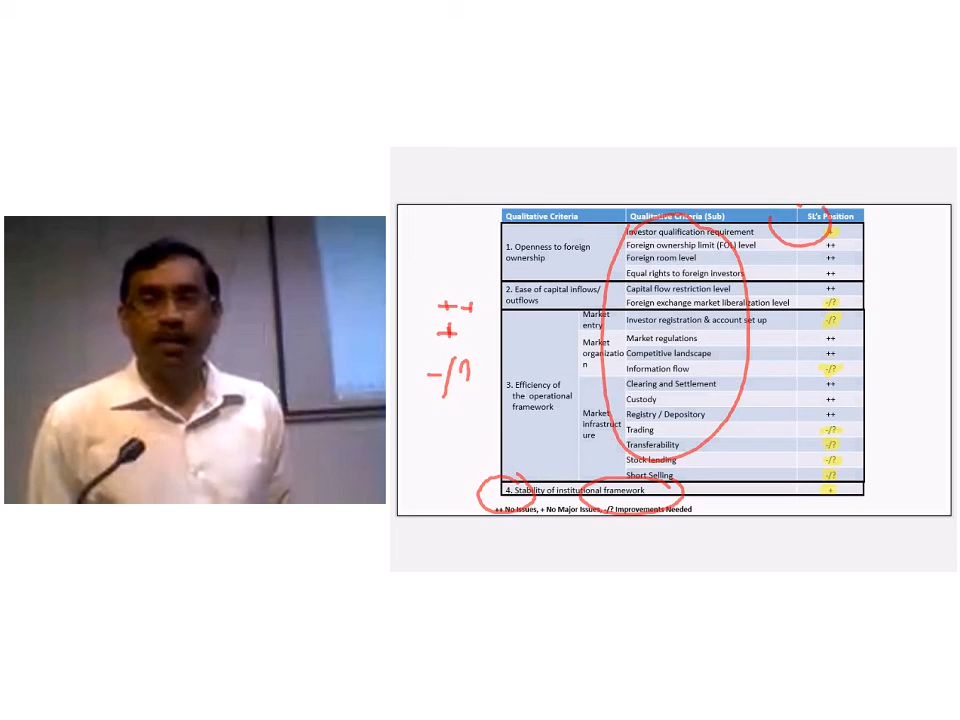 Qualitative Criteria Qualitative Criteria (Sub) SL's Position
1. Openness to foreign ownership Investor qualification requirement +
Foreign ownership limit (FOL) level ++
Foreign room level ++
Equal rights to foreign investors ++
2. Ease of capital inflows/ outflows Capital flow restriction level ++
Foreign exchange market liberalization level -/?
3. Efficiency of the operational framework Market entry Investor registration & account set up -/?
Market organization Market regulations ++
Competitive landscape ++
Information flow -/?
Market infrastructure Clearing and Settlement ++
Custody ++
Registry / Depository ++
Trading -/?
Transferability -/?
Stock lending -/?
Short Selling -/?
4. Stability of institutional framework +
++ No Issues, + No Major Issues, -/? Improvements Needed
++
+
-/?